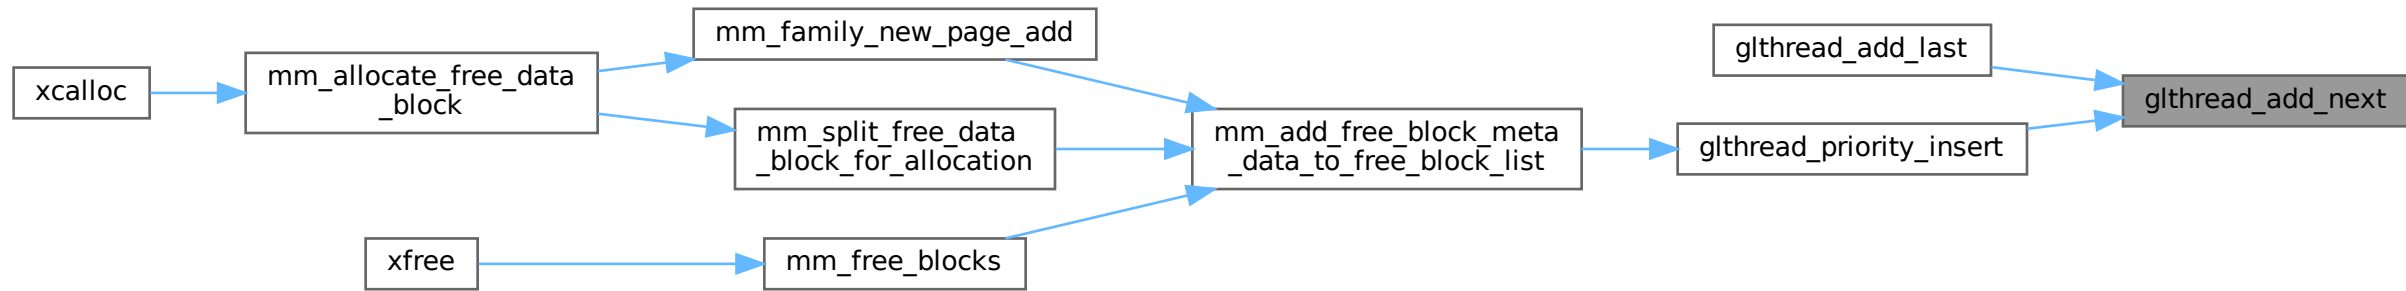 xcalloc
mm_allocate_free_data
_block
mm_family_new_page_add
mm_split_free_data
_block_for_allocation
xfree
mm_free_blocks
mm_add_free_block_meta
_data_to_free_block_list
glthread_add_last
glthread_priority_insert
glthread_add_next